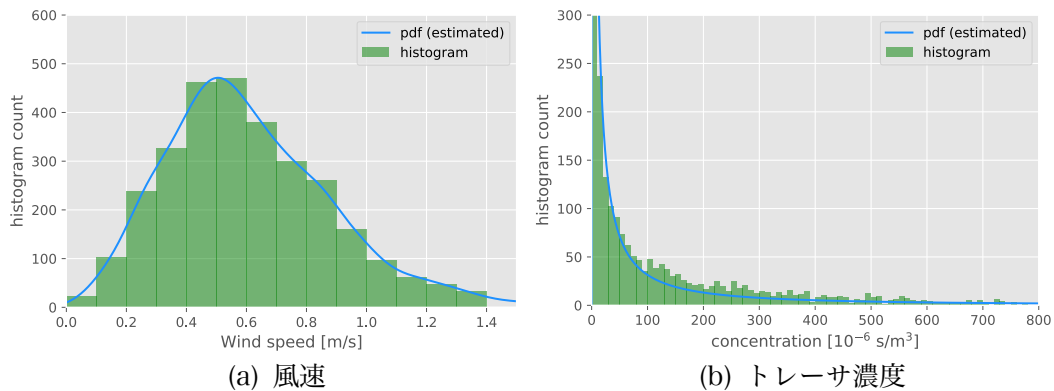 600
500
400
300
200
100
0
histogram count
0.0 0.2 0.4 0.6 0.8 1.0 1.2 1.4
Wind speed [m/s]
pdf (estimated)
histogram
(a) 風速
300
250
200
150
100
50
0
histogram count
0 100 200 300 400 500 600 700 800
concentration [10⁻⁶ s/m³]
pdf (estimated)
histogram
(b) トレーサ濃度